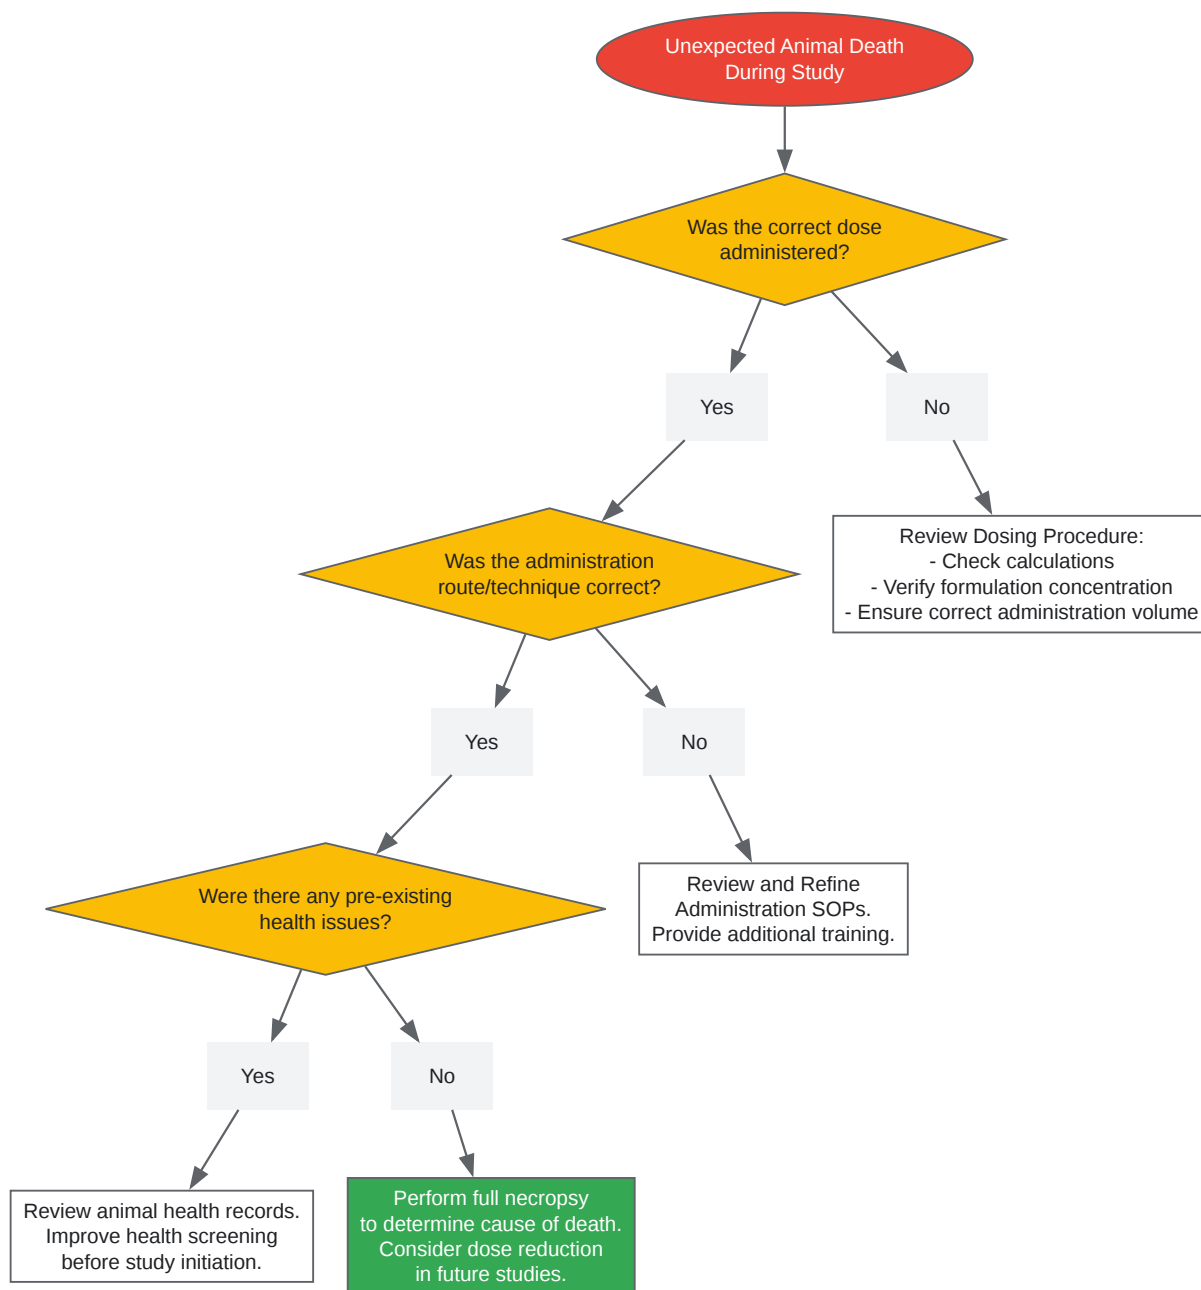 Unexpected Animal Death
During Study
Was the correct dose
administered?
Yes
No
Was the administration
route/technique correct?
Review Dosing Procedure:
- Check calculations
- Verify formulation concentration
- Ensure correct administration volume
Yes
No
Were there any pre-existing
health issues?
Review and Refine
Administration SOPs.
Provide additional training.
Yes
No
Review animal health records.
Improve health screening
before study initiation.
Perform full necropsy
to determine cause of death.
Consider dose reduction
in future studies.